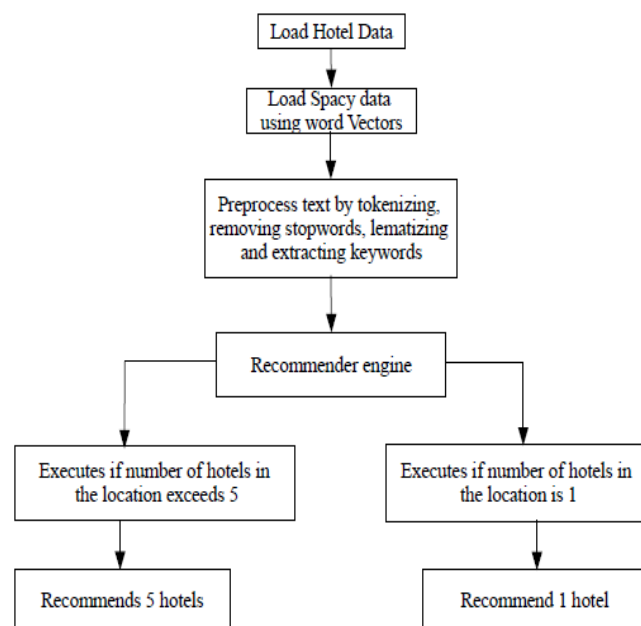 Load Hotel Data
Load Spacy data
using word Vectors
Preprocess text by tokenizing,
removing stopwords, lematizing
and extracting keywords
Recommender engine
Executes if number of hotels in
the location exceeds 5
Executes if number of hotels in
the location is 1
Recommends 5 hotels
Recommend 1 hotel